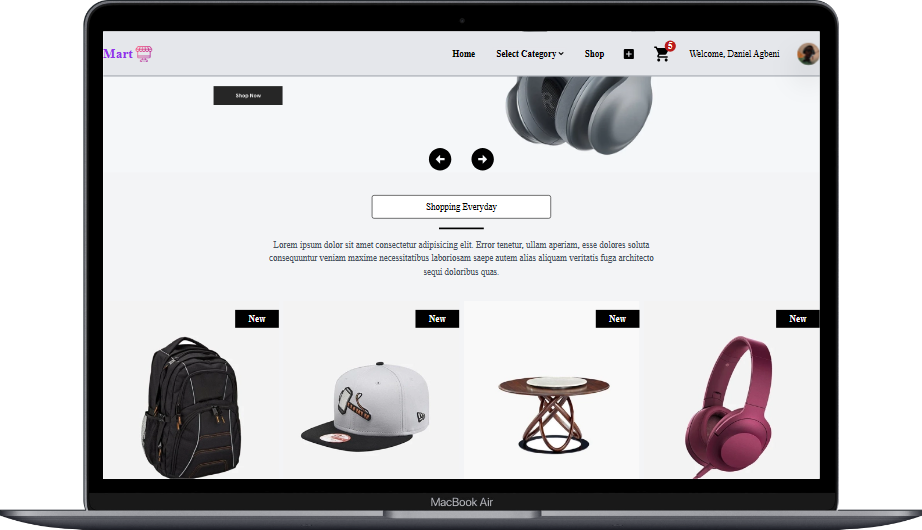 Mart
Home
Select Category
Shop
5
Welcome, Daniel Agbeni
Shop Now
Shopping Everyday
Lorem ipsum dolor sit amet consectetur adipisicing elit. Error tenetur, ullam aperiam, esse dolores soluta
consequuntur veniam maxime necessitatibus laboriosam saepe autem alias aliquam veritatis fuga architecto
sequi doloribus quas.
New
New
New
New
MacBook Air